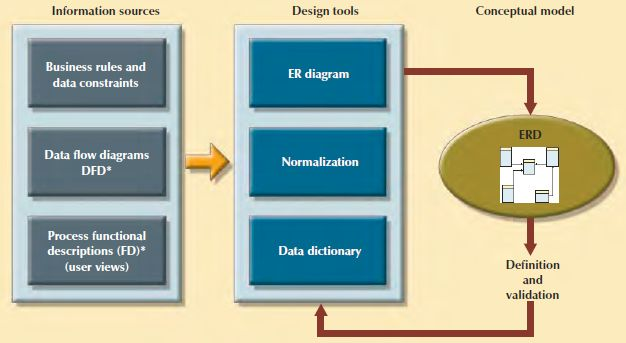 Information sources
Design tools
Conceptual model
Business rules and
data constraints
Data flow diagrams
DFD*
Process functional
descriptions (FD)*
(user views)
ER diagram
Normalization
Data dictionary
ERD
Definition
and
validation